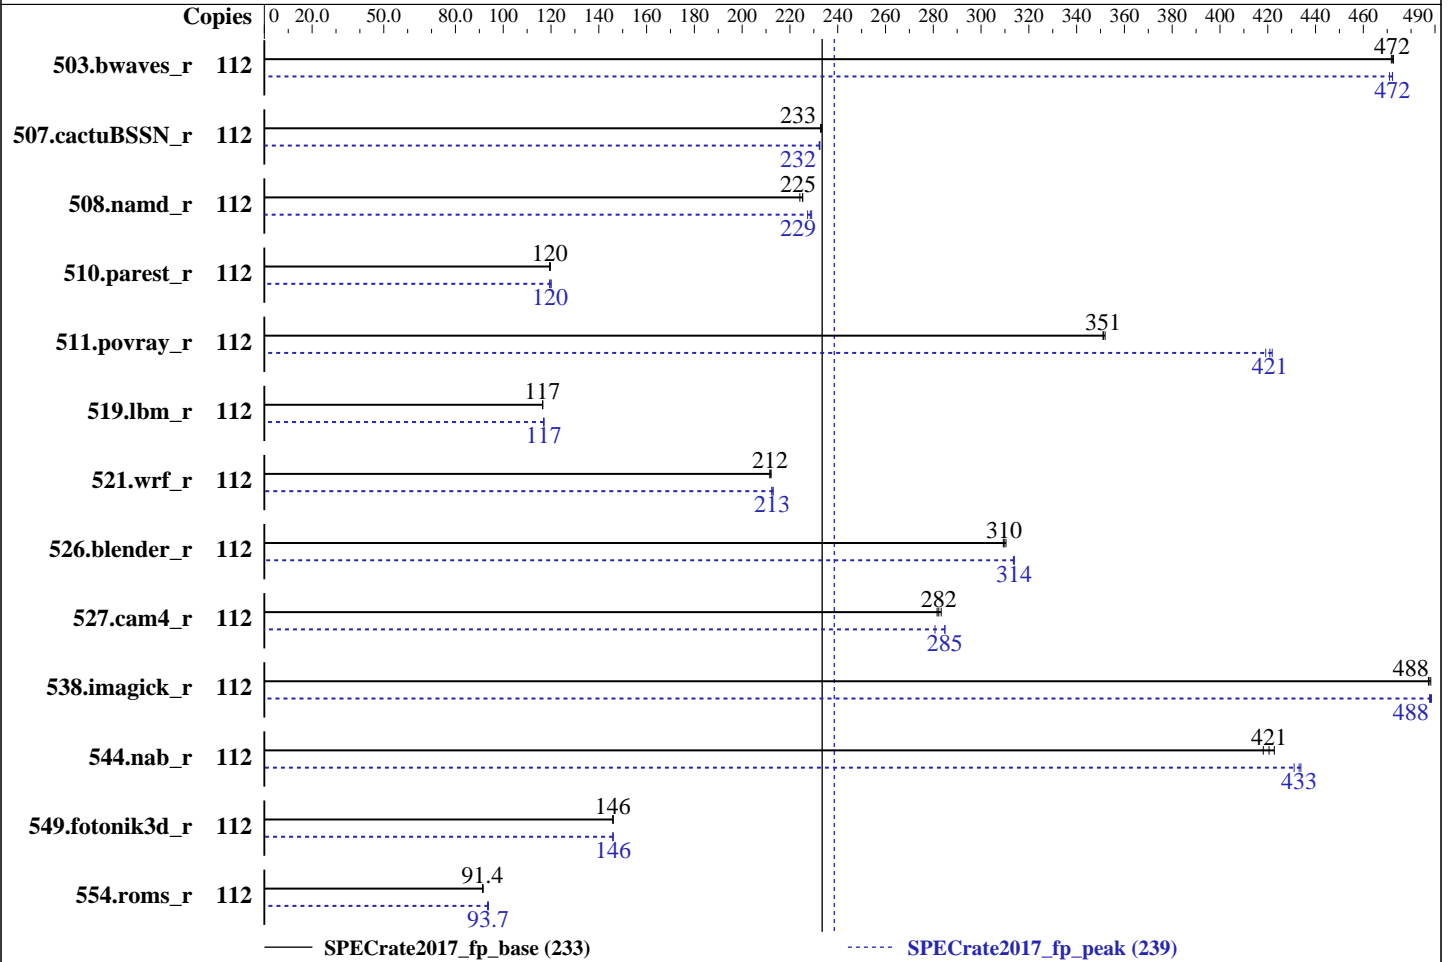 Copies 0 20.0 50.0 80.0 100 120 140 160 180 200 220 240 260 280 300 320 340 360 380 400 420 440 460 490
472
503.bwaves_r 112
472
233
507.cactuBSSN_r 112
232
225
508.namd_r 112
229
120
510.parest_r 112
120
351
511.povray_r 112
421
117
519.lbm_r 112
117
212
521.wrf_r 112
213
310
526.blender_r 112
314
282
527.cam4_r 112
285
488
538.imagick_r 112
488
421
544.nab_r 112
433
146
549.fotonik3d_r 112
146
91.4
554.roms_r 112
93.7
SPECrate2017_fp_base (233) SPECrate2017_fp_peak (239)